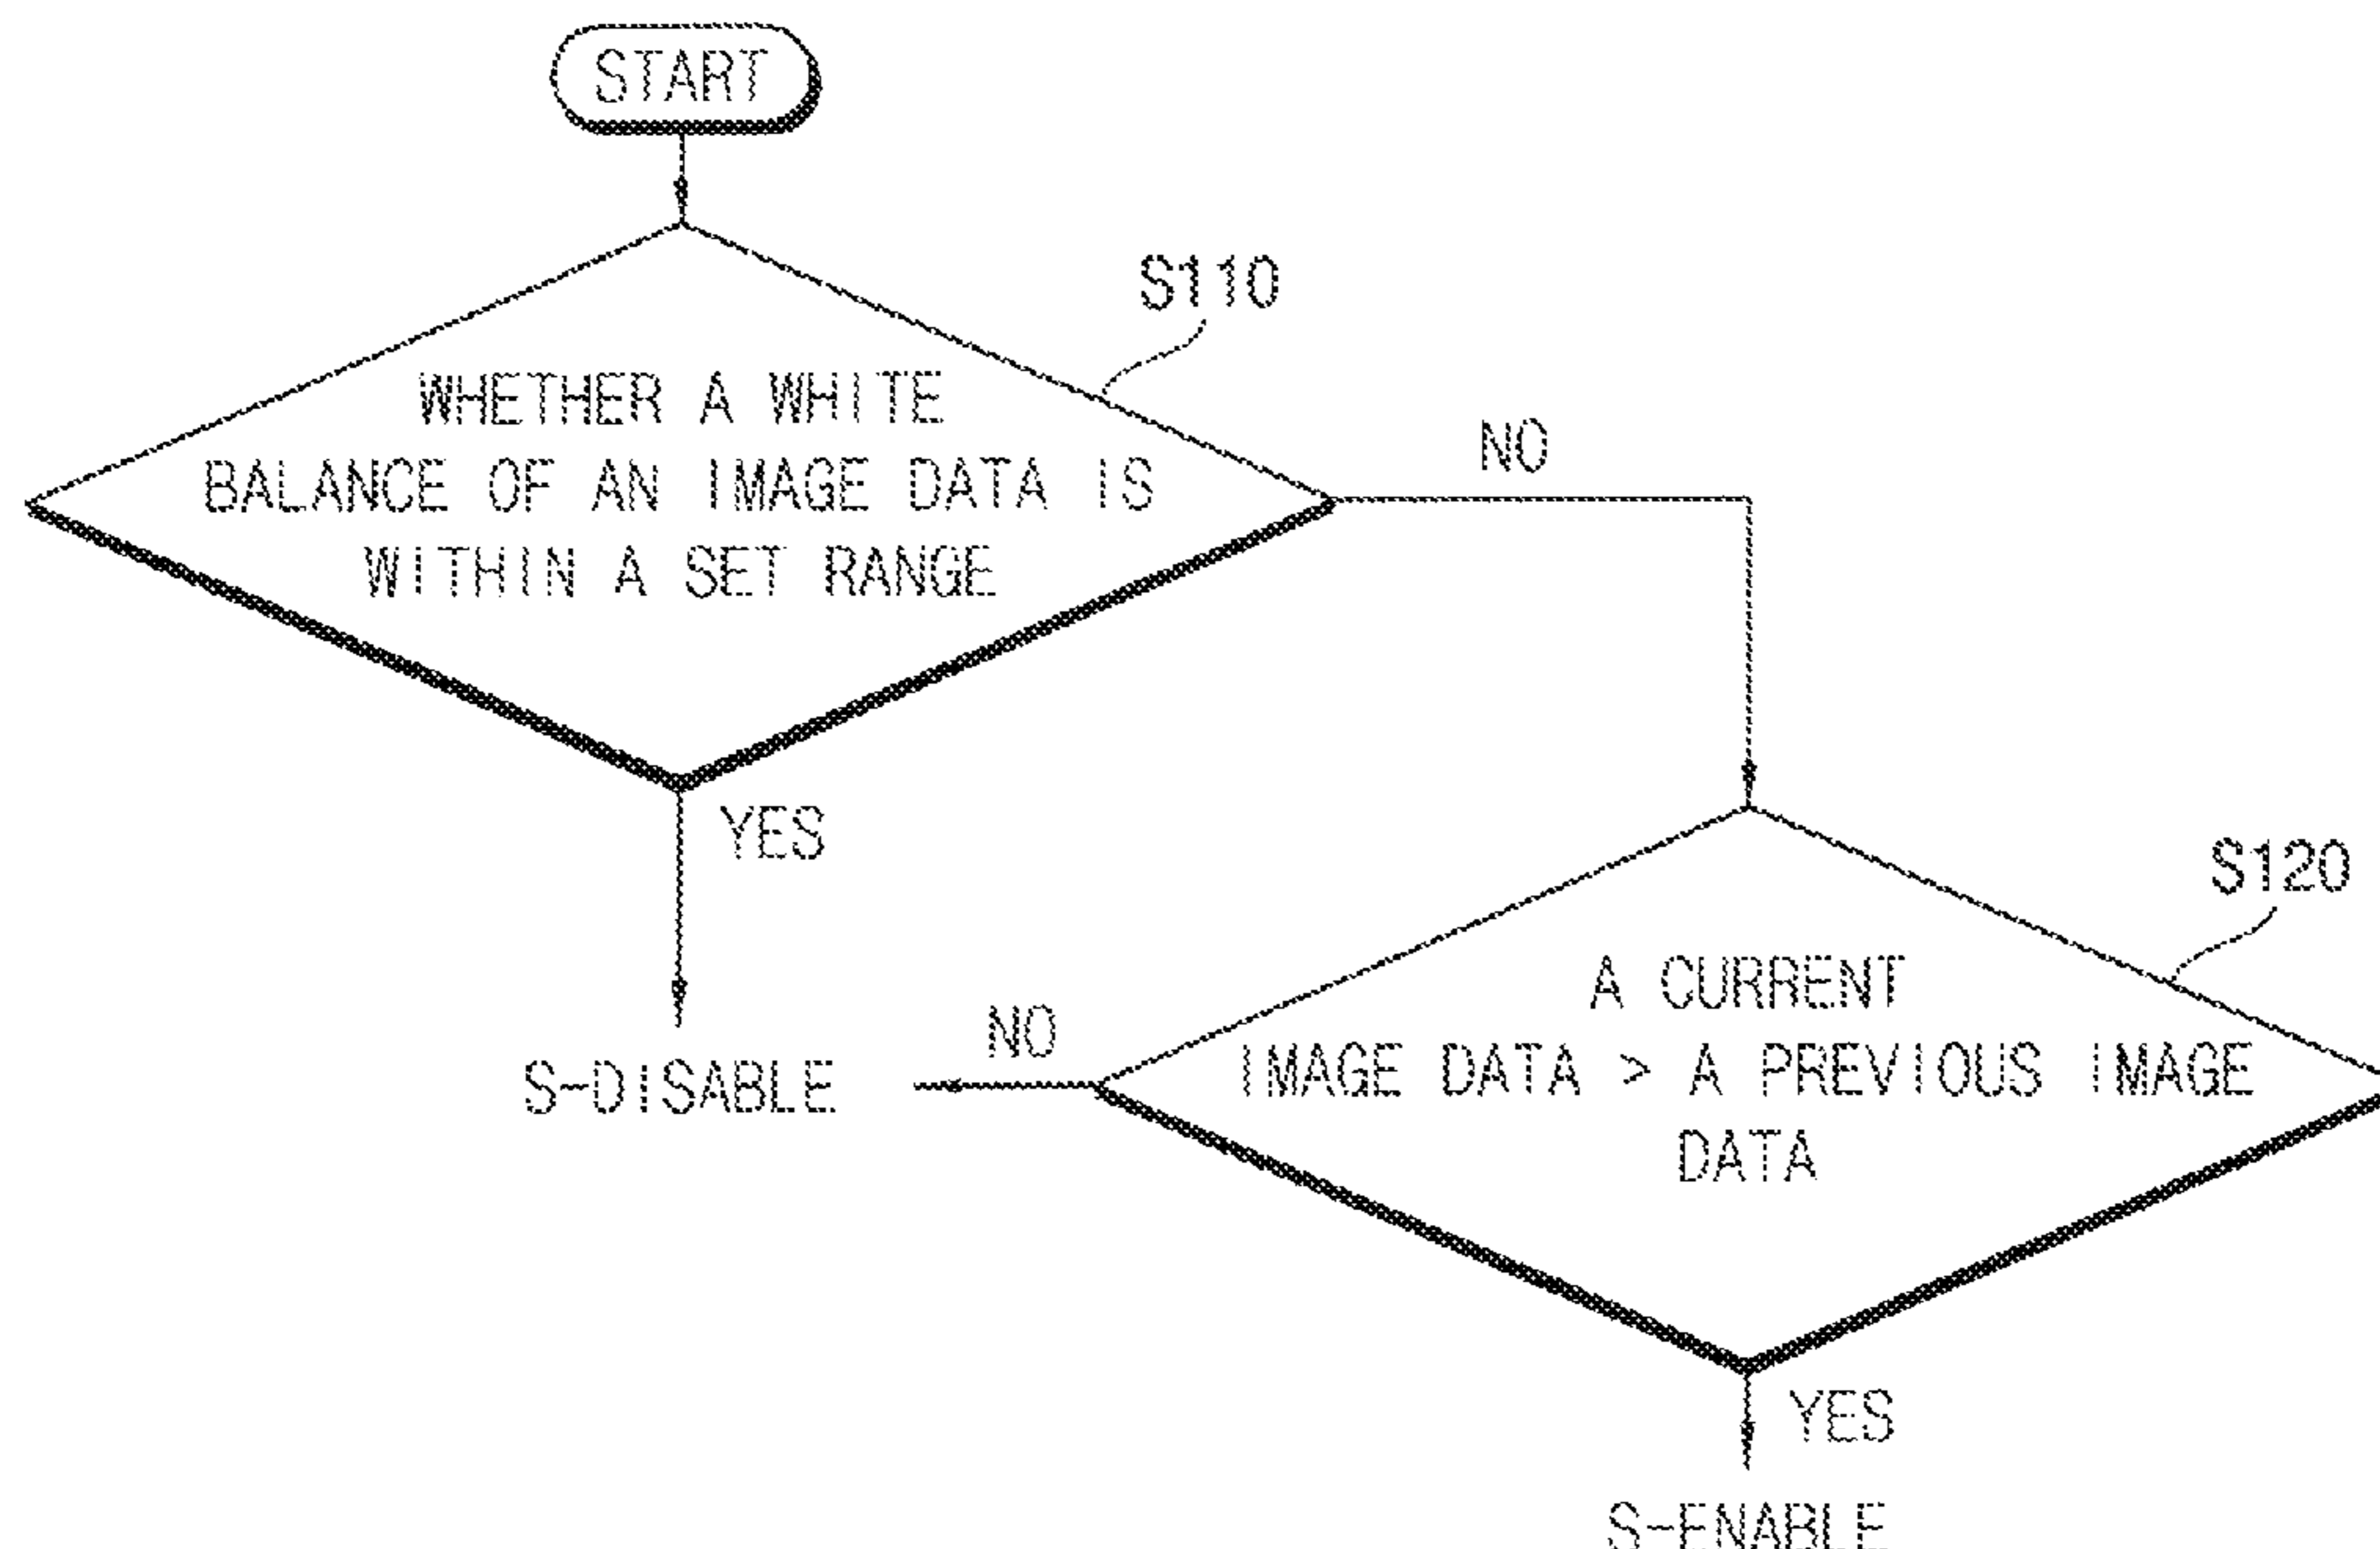 START
S110
WHETHER A WHITE
BALANCE OF AN IMAGE DATA IS
WITHIN A SET RANGE
NO
YES
S120
A CURRENT
IMAGE DATA > A PREVIOUS IMAGE
DATA
NO
S-DISABLE
YES
S-ENABLE